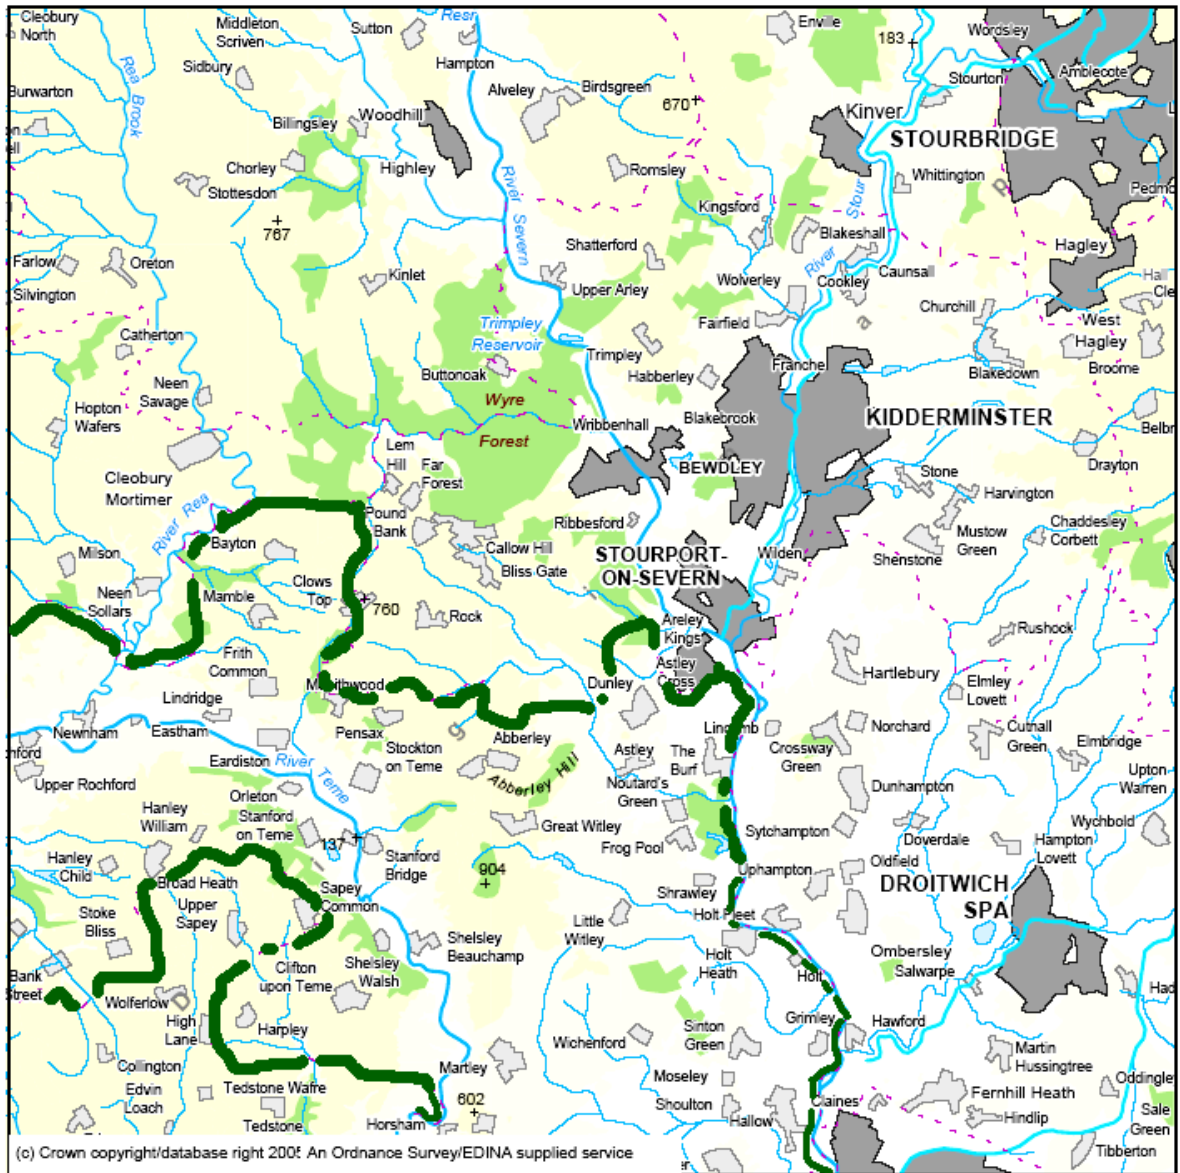 Cleobury
North
Middleton
Scriven
Sutton
Resr
Enville
183
Wordsley
Hampton
Sidbury
Rea Brook
Burwarton
Alveley
Birdsgreen
Stourton
Amblecote
670
Billingsley
Woodhill
Kinver
STOURBRIDGE
Chorley
Highley
Romsley
Whittington
Stottesdon
River Severn
River Stour
Kingsford
767
Shatterford
Blakeshall
Hagley
Farlow
Oreton
Kinlet
Wolverley
Cookley
Caunsall
Silvington
Upper Arley
Churchill
Fairfield
West
Hagley
Catherton
Trimpley
Reservoir
Trimpley
Franche
Blakedown
Broome
Buttonoak
Habberley
Neen
Savage
Wyre
Forest
Hopton
Wafers
Wribbenhall
Blakebrook
KIDDERMINSTER
Lem
Hill
Far
Forest
BEWDLEY
Drayton
Cleobury
Mortimer
Stone
Harvington
River Rea
Pound
Bank
Ribbesford
Mustow
Green
Chaddesley
Corbett
Bayton
Callow Hill
Bliss Gate
STOURPORT-
ON-SEVERN
Wilden
Shenstone
Milson
Clows
Top
760
Neen
Sollars
Mamble
Rock
Areley
Kings
Rushock
Frith
Common
Astley
Cross
Hartlebury
Dunley
Elmley
Lovett
Lindridge
Newnham
Eastham
Pensax
Abberley
Norchard
Cutnall
Green
Elmbridge
Stockton
on Teme
Astley
The
Burf
Crossway
Green
Eardiston
River Teme
Abberley Hill
Upper Rochford
Noutard's
Green
Dunhampton
Upton
Warren
Orleton
Hanley
William
Stanford
on Teme
Great Witley
Sytchampton
Wychbold
137
Frog Pool
Doverdale
Hampton
Lovett
Hanley
Child
Stanford
Bridge
904
Uphampton
Oldfield
DROITWICH
SPA
Broad Heath
Sapey
Common
Shrawley
Stoke
Bliss
Upper
Sapey
Little
Witley
Shelsley
Beauchamp
Holt
Heath
Ombersley
Salwarpe
Bank
Street
Clifton
upon Teme
Shelsley
Walsh
Holt
Wolferlow
High
Lane
Harpley
Grimley
Hawford
Sinton
Green
Wichenford
Martin
Hussingtree
Collington
Martley
Moseley
Edvin
Loach
Tedstone Wafre
602
Shoulton
Claines
Fernhill Heath
Sale
Green
Tedstone
Horsham
Hallow
Hindlip
Tibberton
(c) Crown copyright/database right 2005 An Ordnance Survey/EDINA supplied service